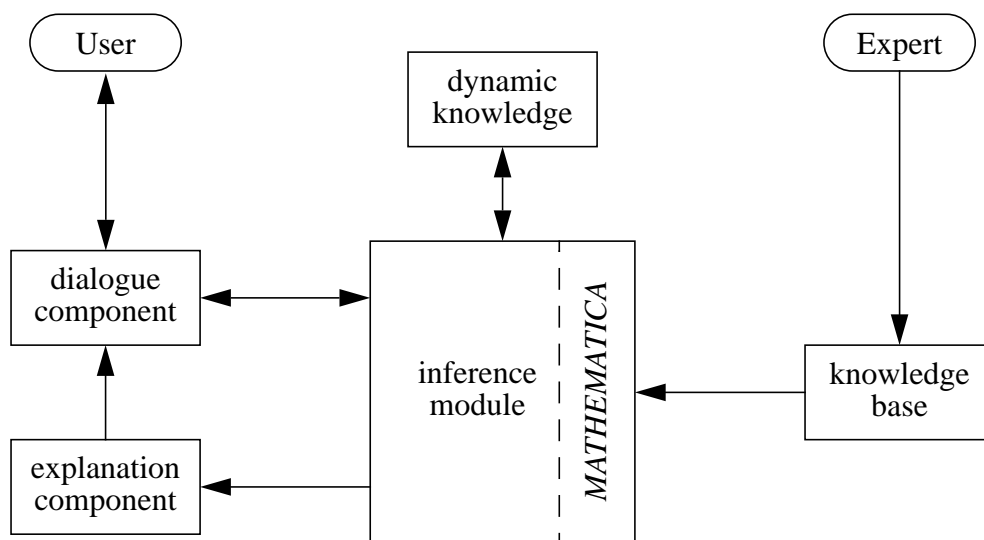 User
Expert
dynamic
knowledge
dialogue
component
inference
module
MATHEMATICA
knowledge
base
explanation
component